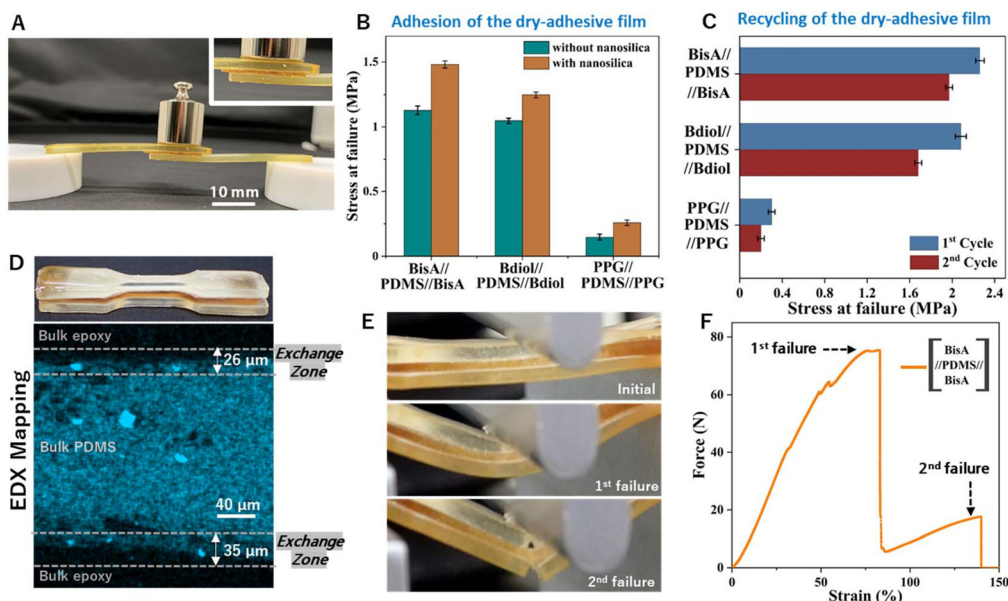 A
10 mm
B
Adhesion of the dry-adhesive film
without nanosilica
with nanosilica
Stress at failure (MPa)
1.5
1
0.5
0
BisA//
PDMS//BisA
Bdiol//
PDMS//Bdiol
PPG//
PDMS//PPG
C
Recycling of the dry-adhesive film
BisA//
PDMS
//BisA
Bdiol//
PDMS
//Bdiol
PPG//
PDMS
//PPG
1st Cycle
2nd Cycle
0
0.6
1.2
1.8
2.4
Stress at failure (MPa)
D
EDX Mapping
Bulk epoxy
26 µm
Exchange
Zone
Bulk PDMS
40 µm
35 µm
Exchange
Zone
Bulk epoxy
E
Initial
1st failure
2nd failure
F
Force (N)
80
60
40
20
0
1st failure
2nd failure
BisA
//PDMS//
BisA
0
50
100
150
Strain (%)